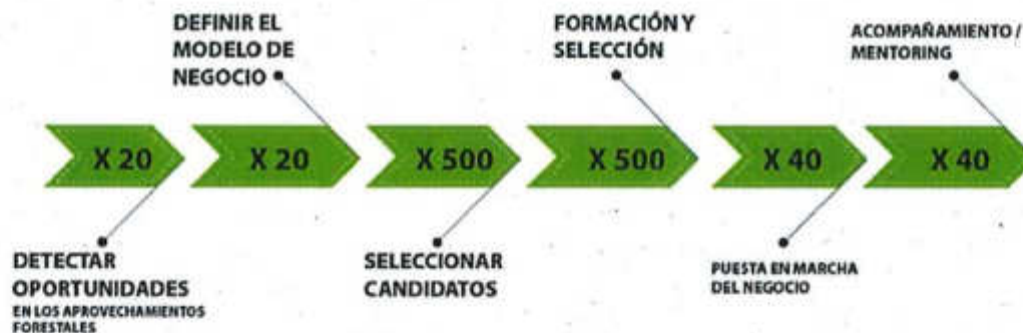 DEFINIR EL
MODELO DE
NEGOCIO
FORMACIÓN Y
SELECCIÓN
ACOMPAÑAMIENTO /
MENTORING
X 20
X 20
X 500
X 500
X 40
X 40
DETECTAR
OPORTUNIDADES
EN LOS APROVECHAMIENTOS
FORESTALES
SELECCIONAR
CANDIDATOS
PUESTA EN MARCHA
DEL NEGOCIO